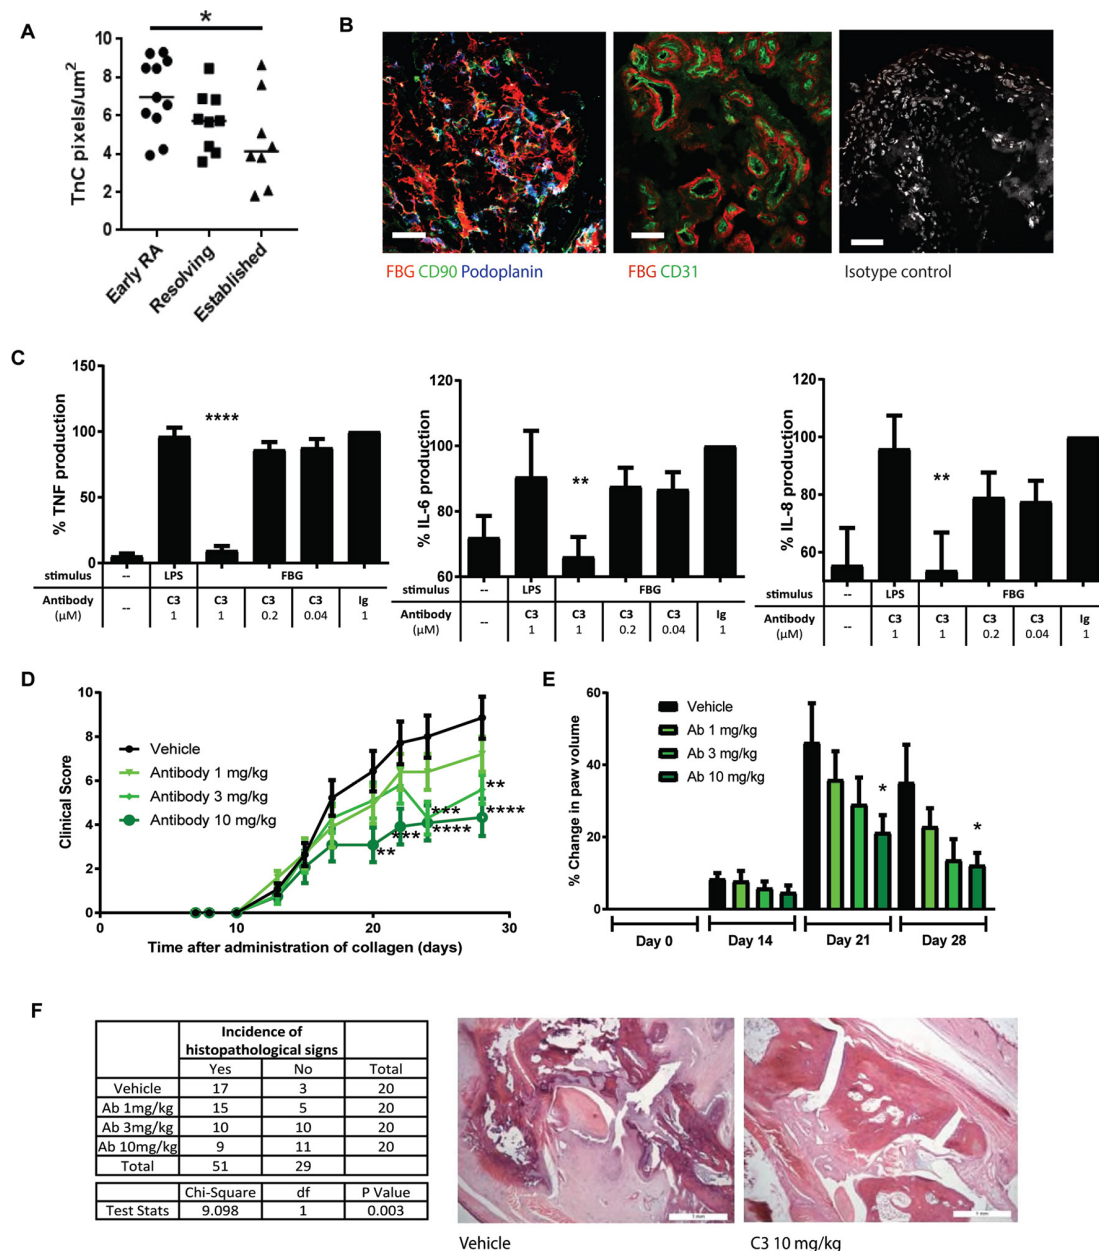 A
*
TnC pixels/um2
10
8
6
4
2
0
Early RA
Resolving
Established
B
FBG CD90 Podoplanin
FBG CD31
Isotype control
C
% TNF production
150
100
50
0
****
stimulus -- LPS FBG
Antibody (µM) -- C3 1 C3 1 C3 0.2 C3 0.04 Ig 1
% IL-6 production
120
100
80
60
**
stimulus -- LPS FBG
Antibody (µM) -- C3 1 C3 1 C3 0.2 C3 0.04 Ig 1
% IL-8 production
120
100
80
60
**
stimulus -- LPS FBG
Antibody (µM) -- C3 1 C3 1 C3 0.2 C3 0.04 Ig 1
D
Clinical Score
10
8
6
4
2
0
Vehicle
Antibody 1 mg/kg
Antibody 3 mg/kg
Antibody 10 mg/kg
**
***
***
****
**
****
0 10 20 30
Time after administration of collagen (days)
E
% Change in paw volume
60
40
20
0
Vehicle
Ab 1 mg/kg
Ab 3 mg/kg
Ab 10 mg/kg
*
*
Day 0 Day 14 Day 21 Day 28
F
Incidence of
histopathological signs
Yes No Total
Vehicle 17 3 20
Ab 1mg/kg 15 5 20
Ab 3mg/kg 10 10 20
Ab 10mg/kg 9 11 20
Total 51 29
Chi-Square df P Value
Test Stats 9.098 1 0.003
1 mm
Vehicle
1 mm
C3 10 mg/kg